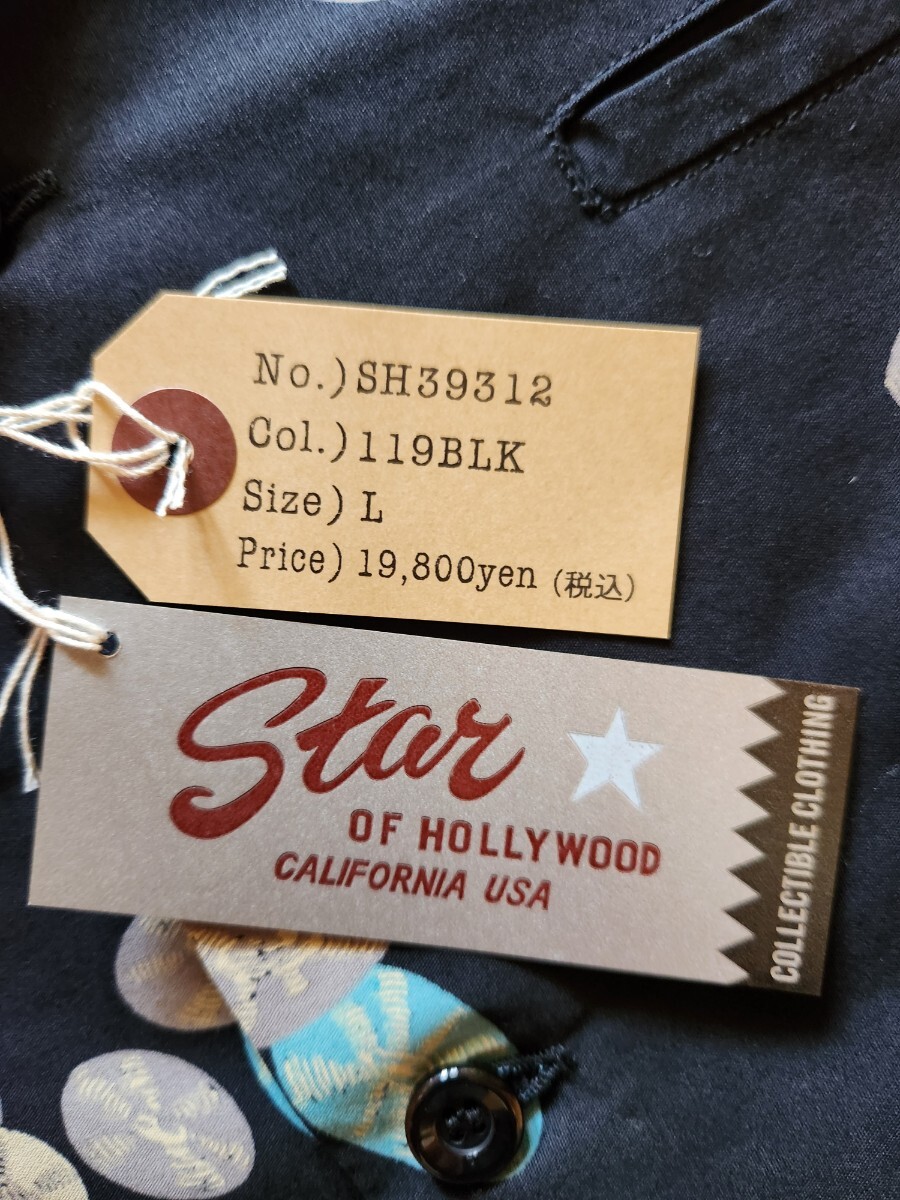 No.) SH39312
Col.) 119BLK
Size) L
Price) 19,800yen (税込)
Star
OF HOLLYWOOD
CALIFORNIA USA
COLLECTIBLE CLOTHING